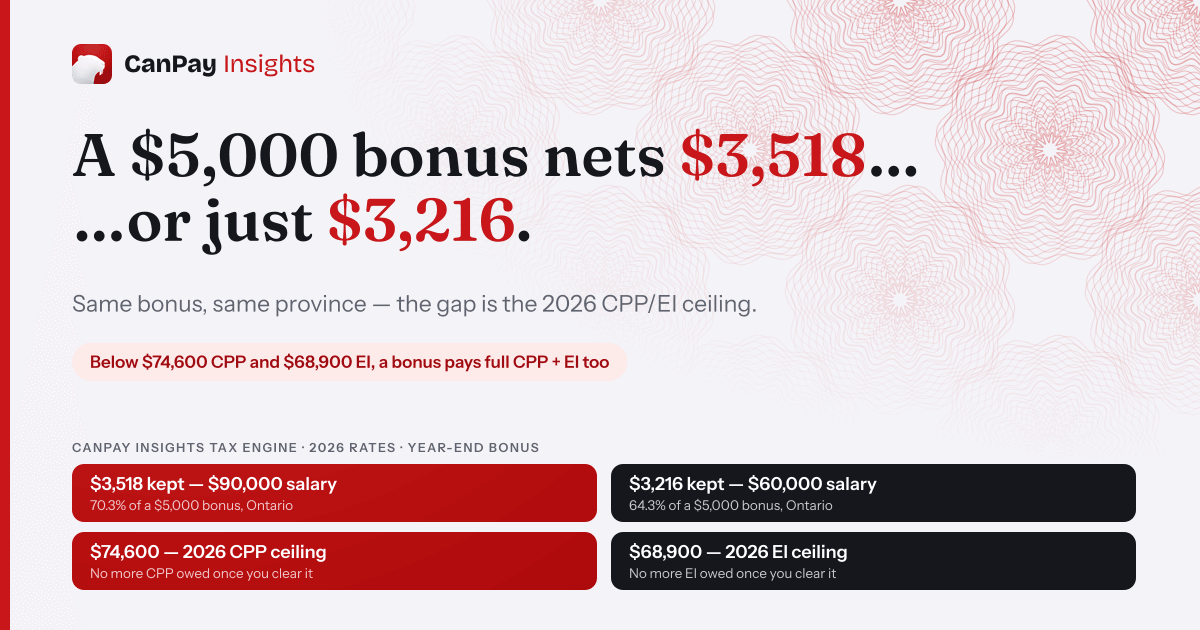 CanPay Insights
A $5,000 bonus nets $3,518...
...or just $3,216.
Same bonus, same province — the gap is the 2026 CPP/EI ceiling.
Below $74,600 CPP and $68,900 EI, a bonus pays full CPP + EI too
CANPAY INSIGHTS TAX ENGINE · 2026 RATES · YEAR-END BONUS
$3,518 kept — $90,000 salary
70.3% of a $5,000 bonus, Ontario
$3,216 kept — $60,000 salary
64.3% of a $5,000 bonus, Ontario
$74,600 — 2026 CPP ceiling
No more CPP owed once you clear it
$68,900 — 2026 EI ceiling
No more EI owed once you clear it